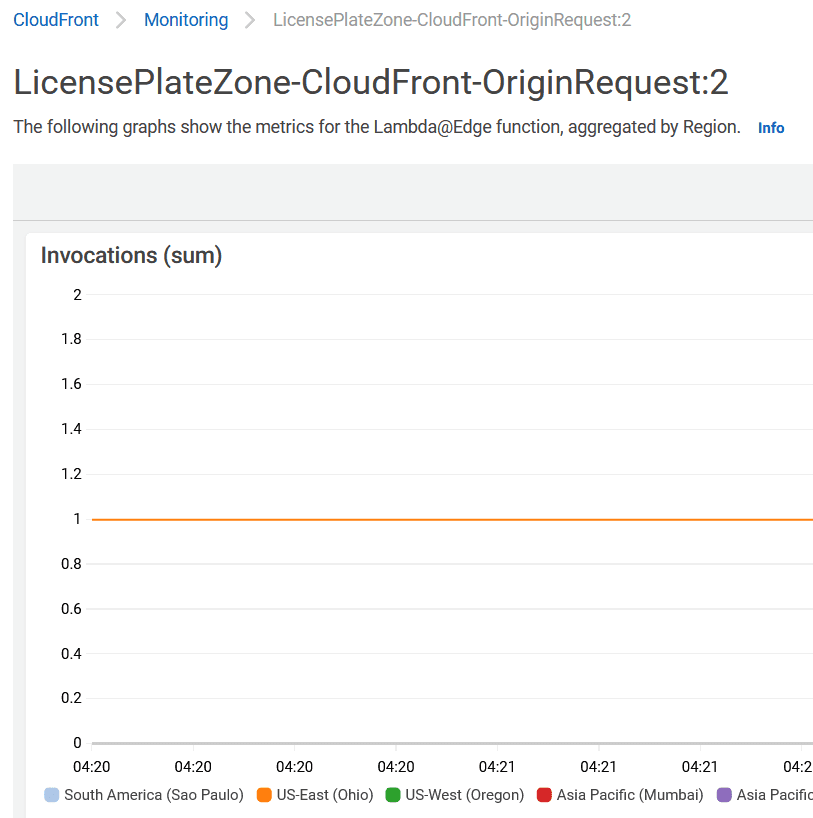 CloudFront > Monitoring > LicensePlateZone-CloudFront-OriginRequest:2
LicensePlateZone-CloudFront-OriginRequest:2
The following graphs show the metrics for the Lambda@Edge function, aggregated by Region. Info
Invocations (sum)
2
1.8
1.6
1.4
1.2
1
0.8
0.6
0.4
0.2
0
04:20 04:20 04:20 04:20 04:21 04:21 04:21 04:2
South America (Sao Paulo) US-East (Ohio) US-West (Oregon) Asia Pacific (Mumbai) Asia Pacific